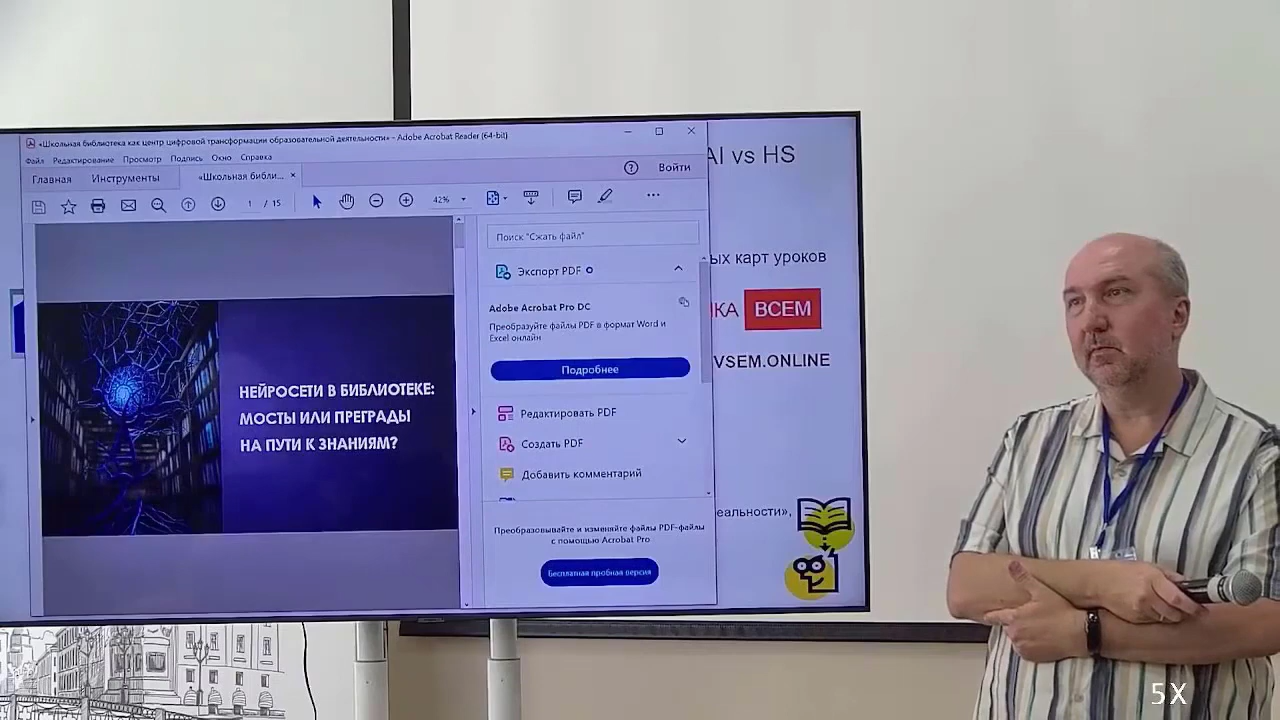 «Школьная библиотека как центр цифровой трансформации образовательной деятельности» - Adobe Acrobat Reader (64-bit)
Файл Редактирование Просмотр Подпись Окно Справка
Главная Инструменты «Школьная библи... × Войти
1 / 15 42%
Поиск "Сжать файл"
Экспорт PDF
Adobe Acrobat Pro DC
Преобразуйте файлы PDF в формат Word и
Excel онлайн
Подробнее
Редактировать PDF
Создать PDF
Добавить комментарий
Преобразовывайте и изменяйте файлы PDF-файлы
с помощью Acrobat Pro
Бесплатная пробная версия
НЕЙРОСЕТИ В БИБЛИОТЕКЕ:
МОСТЫ ИЛИ ПРЕГРАДЫ
НА ПУТИ К ЗНАНИЯМ?
AI vs HS
ых карт уроков
КА ВСЕМ
VSEM.ONLINE
еальности»,
5X